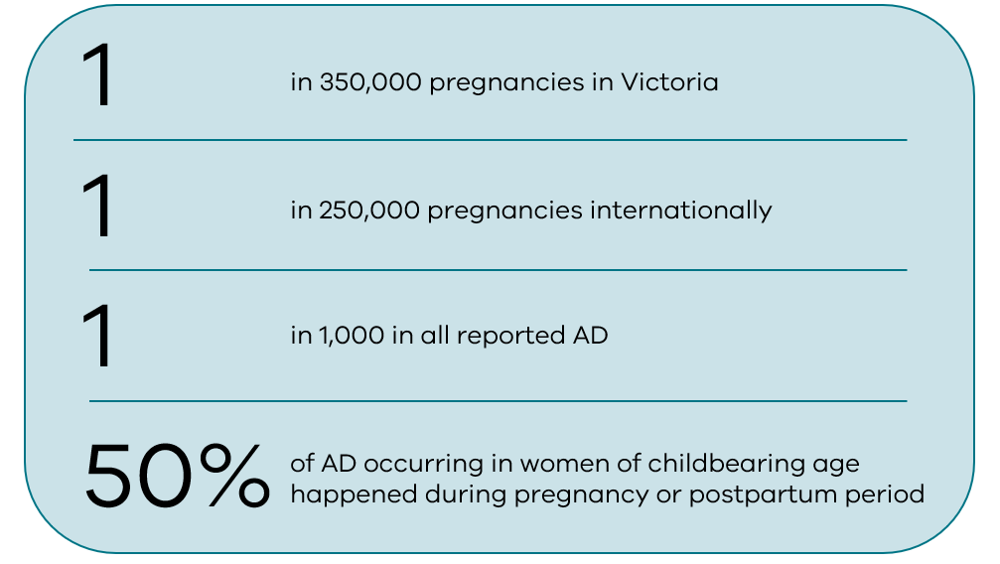 1 in 350,000 pregnancies in Victoria
1 in 250,000 pregnancies internationally
1 in 1,000 in all reported AD
50% of AD occurring in women of childbearing age
happened during pregnancy or postpartum period